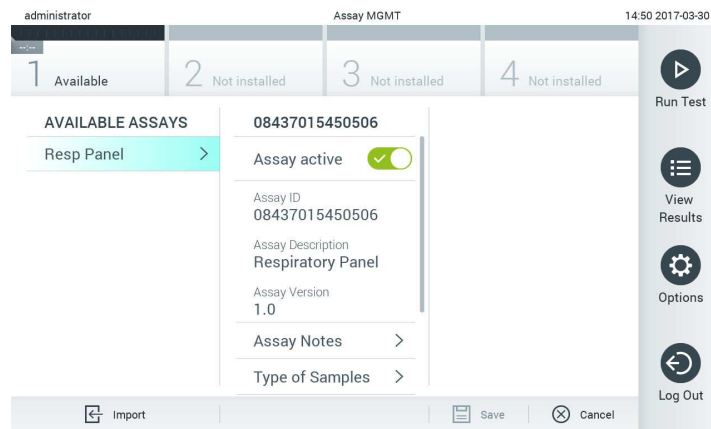 administrator
Assay MGMT
14:50 2017-03-30
--:--
1 Available
2 Not installed
3 Not installed
4 Not installed
Run Test
AVAILABLE ASSAYS
Resp Panel
08437015450506
Assay active
Assay ID
08437015450506
Assay Description
Respiratory Panel
Assay Version
1.0
Assay Notes
Type of Samples
View
Results
Options
Log Out
Import
Save
Cancel